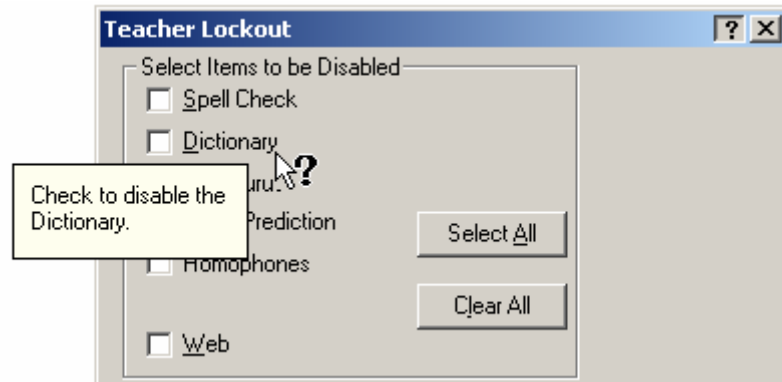 Teacher Lockout
Select Items to be Disabled
Spell Check
Dictionary
Check to disable the
Dictionary.
Prediction
Select All
Homophones
Clear All
Web